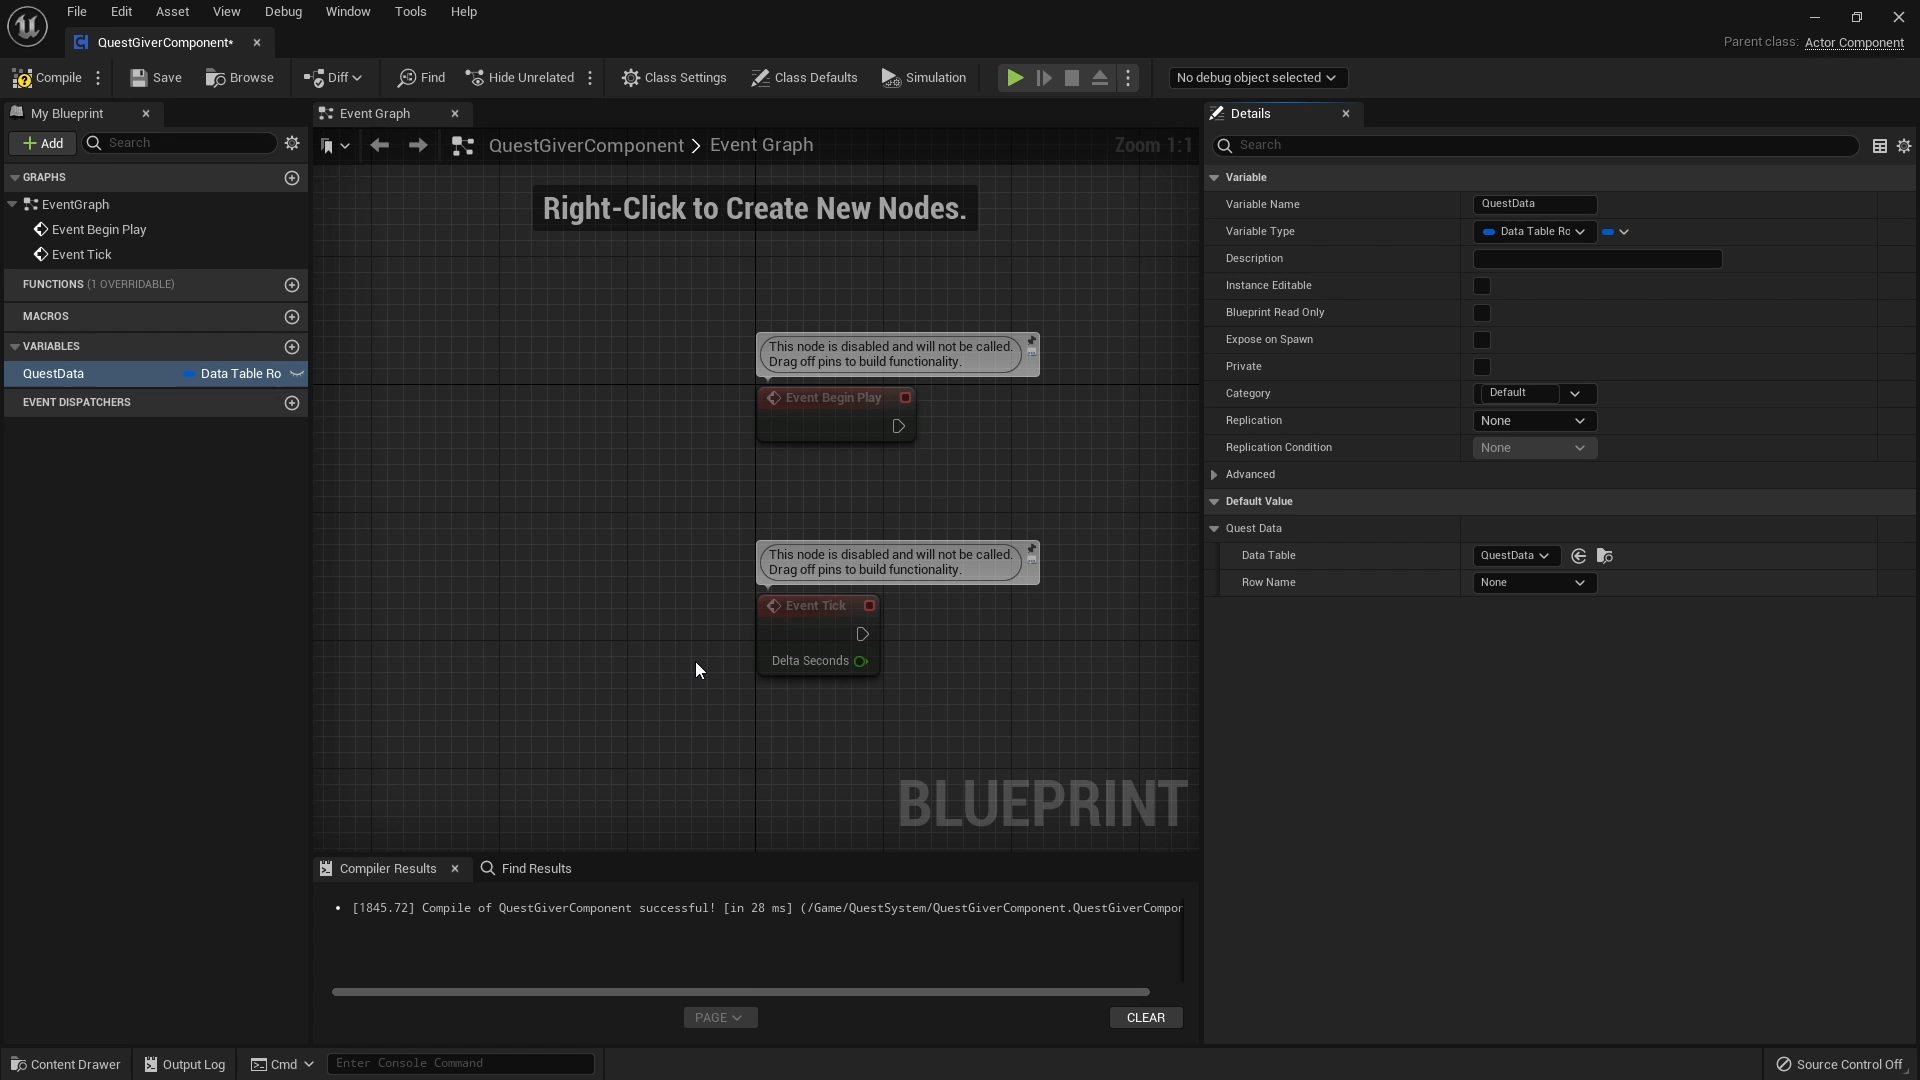 File Edit Asset View Debug Window Tools Help
QuestGiverComponent*
Parent class: Actor Component
Compile Save Browse Diff Find Hide Unrelated Class Settings Class Defaults Simulation No debug object selected
My Blueprint
Event Graph
Details
Add Search
QuestGiverComponent > Event Graph Zoom 1:1
Search
GRAPHS
EventGraph
Event Begin Play
Event Tick
FUNCTIONS (1 OVERRIDABLE)
MACROS
VARIABLES
QuestData Data Table Ro
EVENT DISPATCHERS
Right-Click to Create New Nodes.
This node is disabled and will not be called.
Drag off pins to build functionality.
Event Begin Play
This node is disabled and will not be called.
Drag off pins to build functionality.
Event Tick
Delta Seconds
BLUEPRINT
Variable
Variable Name QuestData
Variable Type Data Table Ro
Description
Instance Editable
Blueprint Read Only
Expose on Spawn
Private
Category Default
Replication None
Replication Condition None
Advanced
Default Value
Quest Data
Data Table QuestData
Row Name None
Compiler Results Find Results
[1845.72] Compile of QuestGiverComponent successful! [in 28 ms] (/Game/QuestSystem/QuestGiverComponent.QuestGiverCompon
PAGE CLEAR
Content Drawer Output Log Cmd Enter Console Command Source Control Off